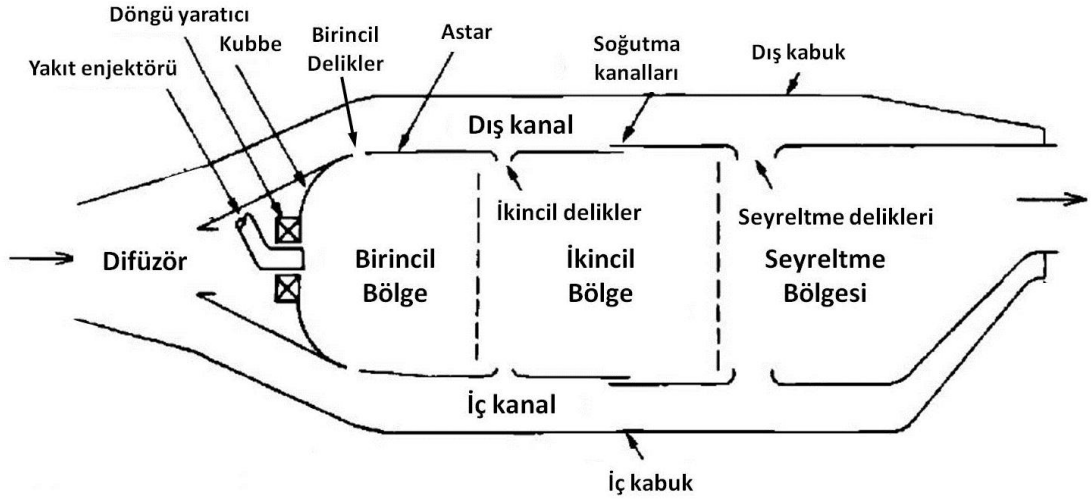 Döngü yaratıcı
Kubbe
Yakıt enjektörü
Birincil
Delikler
Astar
Soğutma
kanalları
Dış kabuk
Dış kanal
İkincil delikler
Seyreltme delikleri
Difüzör
Birincil
Bölge
İkincil
Bölge
Seyreltme
Bölgesi
İç kanal
İç kabuk